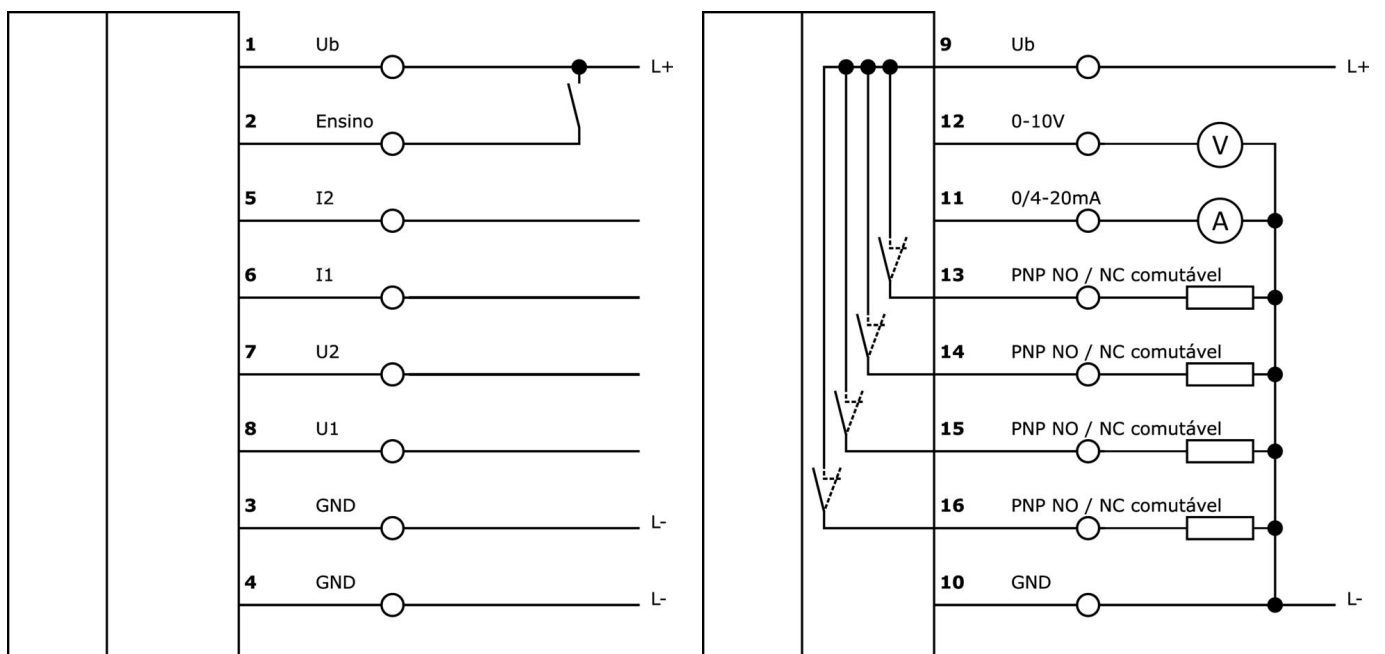 1 Ub
L+
2 Ensino
5 I2
6 I1
7 U2
8 U1
3 GND
L-
4 GND
L-
9 Ub
L+
12 0-10V
V
11 0/4-20mA
A
13 PNP NO / NC comutável
14 PNP NO / NC comutável
15 PNP NO / NC comutável
16 PNP NO / NC comutável
10 GND
L-